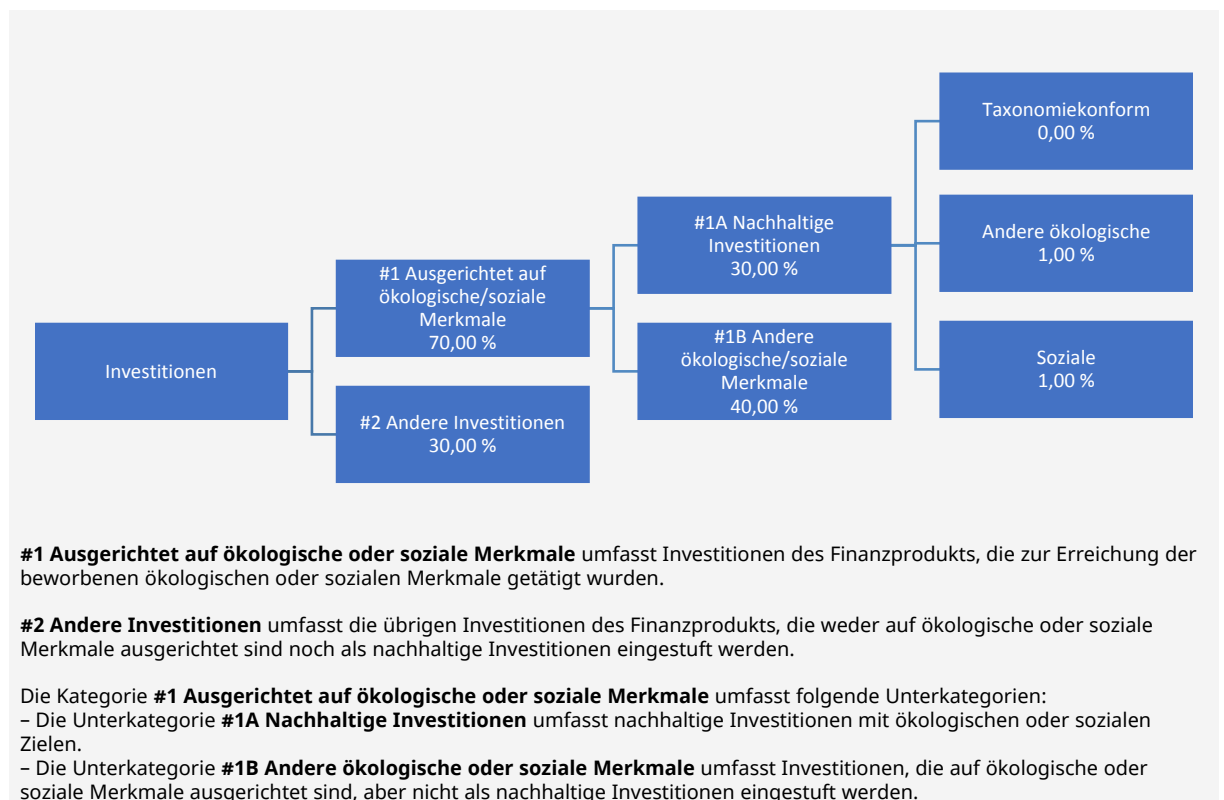 Investitionen
#1 Ausgerichtet auf
ökologische/soziale
Merkmale
70,00 %
#2 Andere Investitionen
30,00 %
#1A Nachhaltige
Investitionen
30,00 %
#1B Andere
ökologische/soziale
Merkmale
40,00 %
Taxonomiekonform
0,00 %
Andere ökologische
1,00 %
Soziale
1,00 %
#1 Ausgerichtet auf ökologische oder soziale Merkmale umfasst Investitionen des Finanzprodukts, die zur Erreichung der
beworbenen ökologischen oder sozialen Merkmale getätigt wurden.
#2 Andere Investitionen umfasst die übrigen Investitionen des Finanzprodukts, die weder auf ökologische oder soziale
Merkmale ausgerichtet sind noch als nachhaltige Investitionen eingestuft werden.
Die Kategorie #1 Ausgerichtet auf ökologische oder soziale Merkmale umfasst folgende Unterkategorien:
– Die Unterkategorie #1A Nachhaltige Investitionen umfasst nachhaltige Investitionen mit ökologischen oder sozialen
Zielen.
– Die Unterkategorie #1B Andere ökologische oder soziale Merkmale umfasst Investitionen, die auf ökologische oder
soziale Merkmale ausgerichtet sind, aber nicht als nachhaltige Investitionen eingestuft werden.